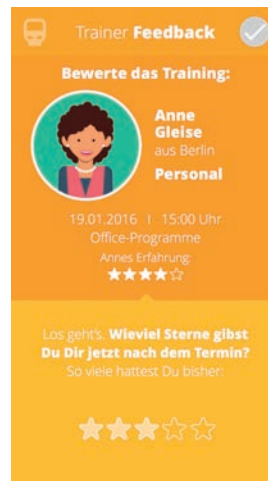 Trainer Feedback
Bewerte das Training:
Anne
Gleise
aus Berlin
Personal
19.01.2016 I 15:00 Uhr
Office-Programme
Annes Erfahrung:
Los geht's. Wieviel Sterne gibst
Du Dir jetzt nach dem Termin?
So viele hattest Du bisher: